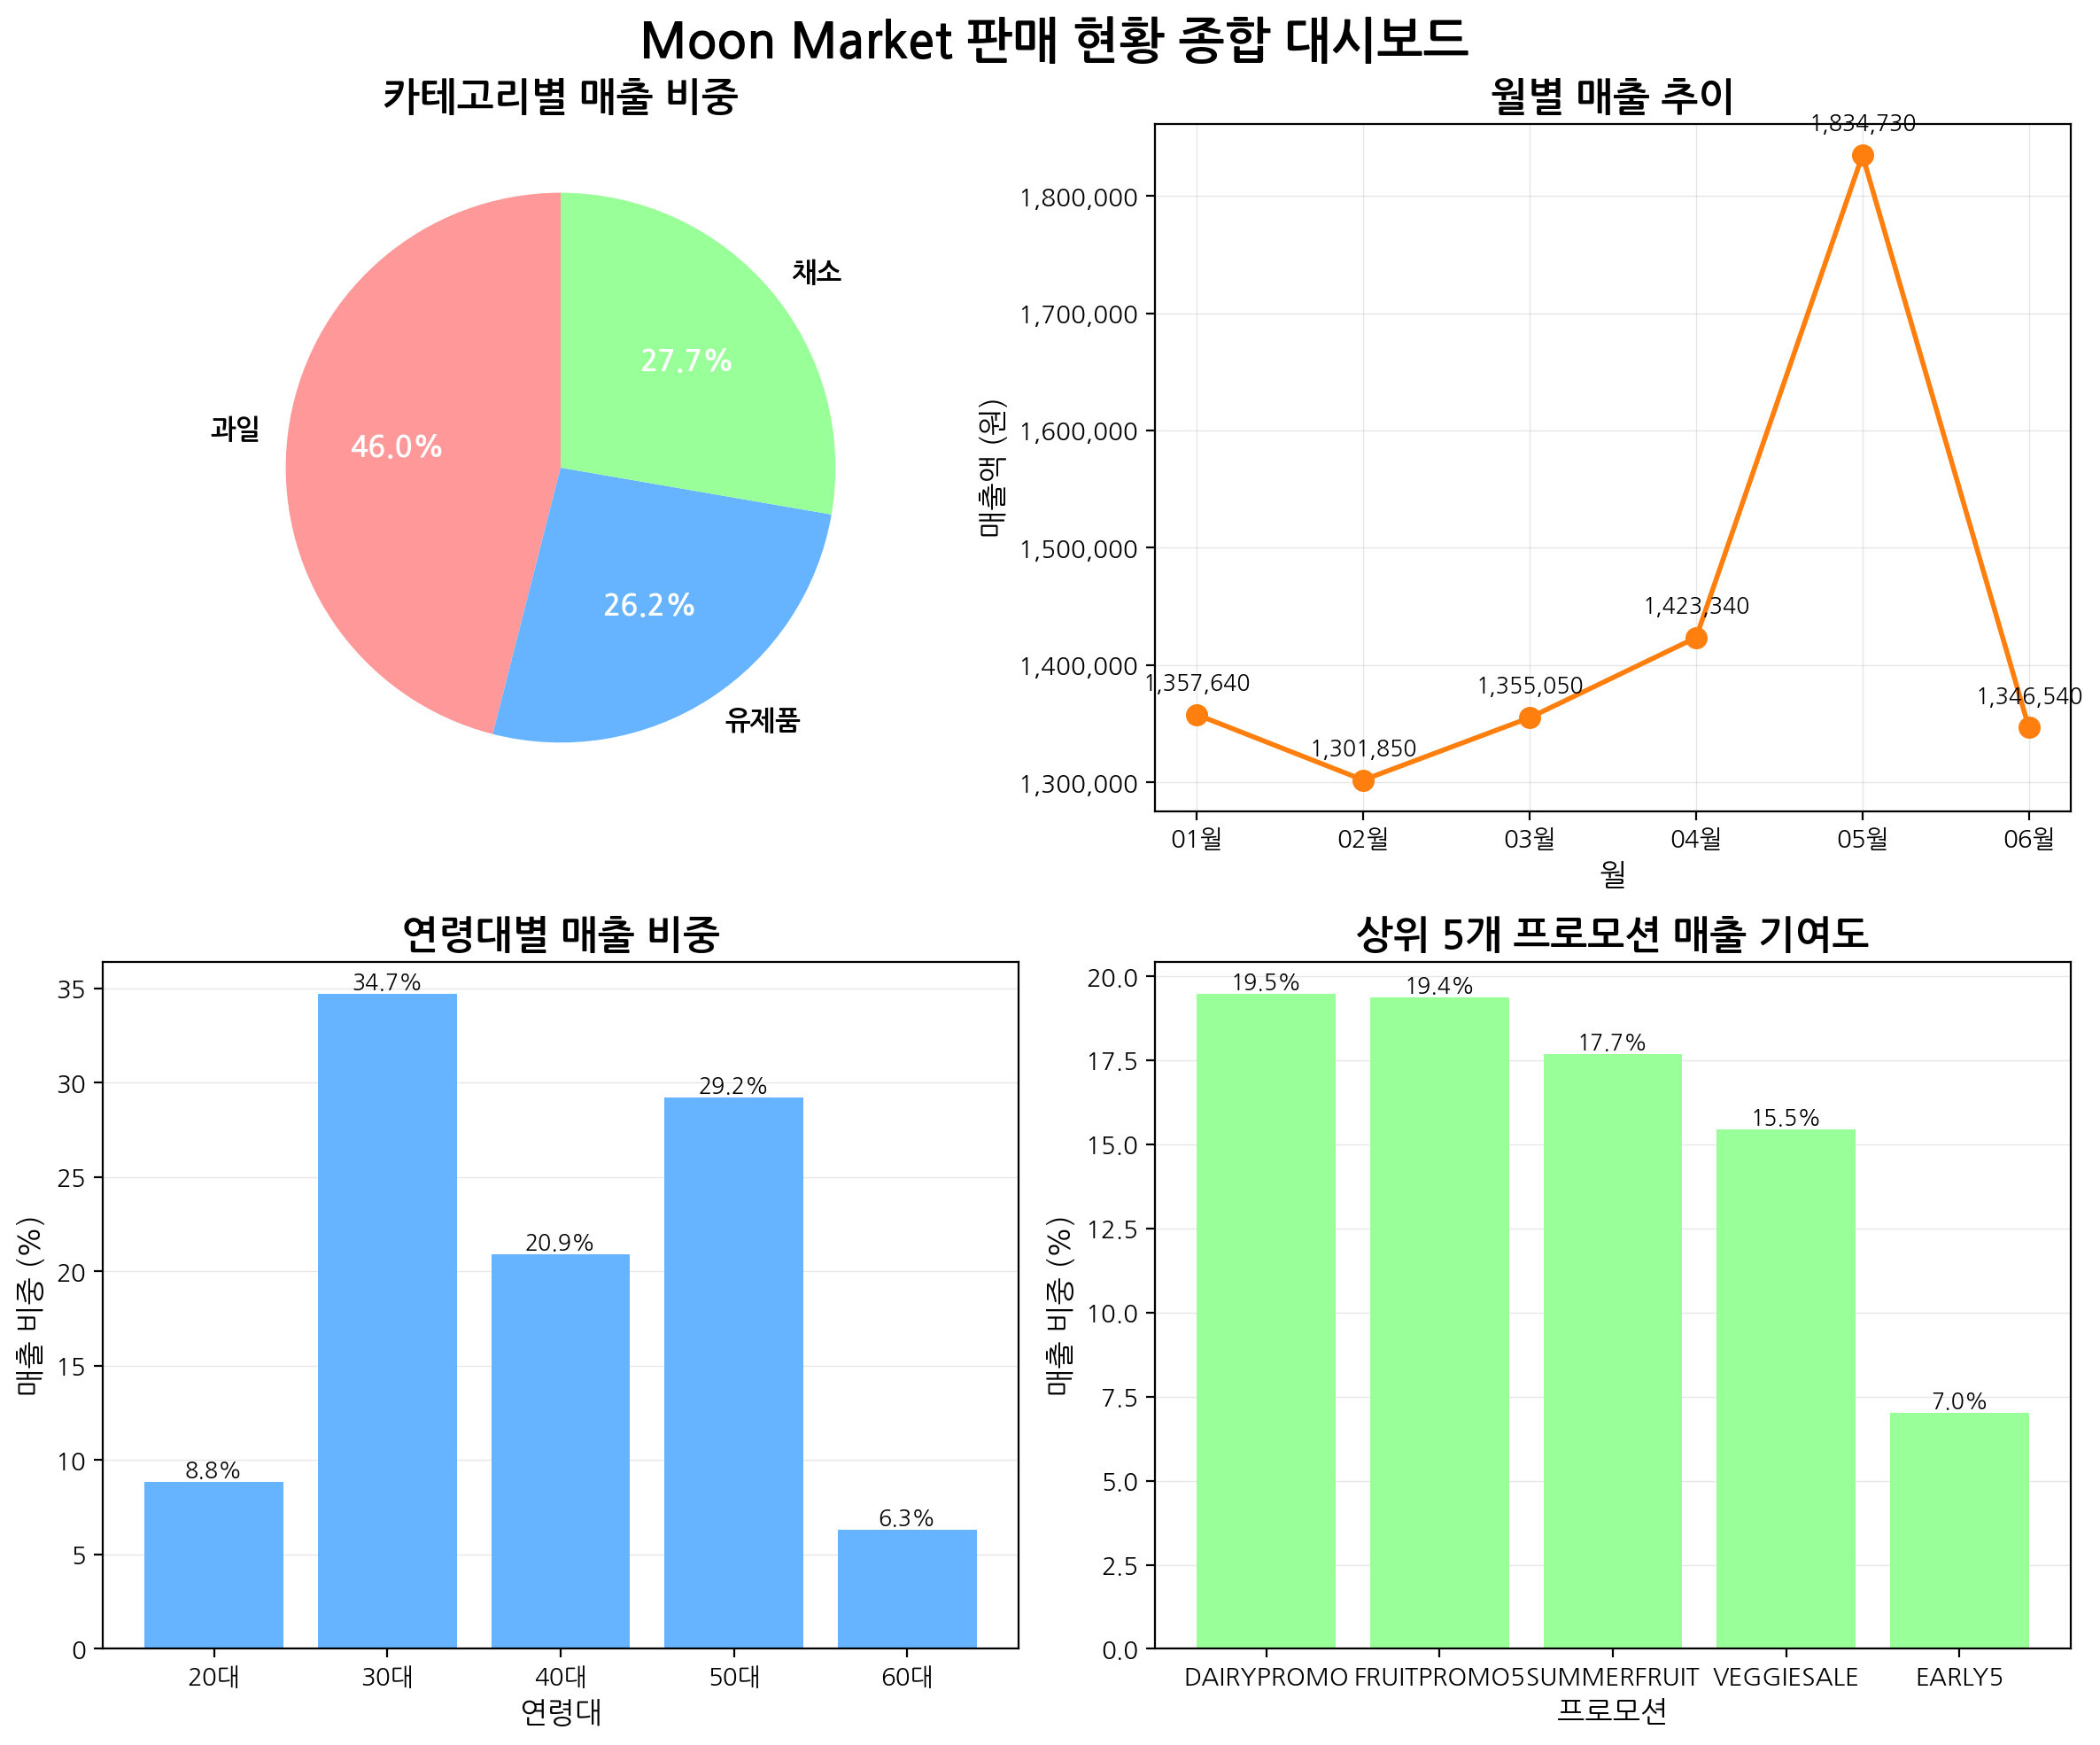 Moon Market 판매 현황 종합 대시보드
카테고리별 매출 비중
채소
27.7%
과일
46.0%
26.2%
유제품
월별 매출 추이
1,834,730
1,800,000
1,700,000
1,600,000
1,500,000
1,400,000
1,300,000
매출액 (원)
1,357,640
1,301,850
1,355,050
1,423,340
1,346,540
01월 02월 03월 04월 05월 06월
월
연령대별 매출 비중
35
30
25
20
15
10
5
0
매출 비중 (%)
8.8%
34.7%
20.9%
29.2%
6.3%
20대 30대 40대 50대 60대
연령대
상위 5개 프로모션 매출 기여도
20.0
17.5
15.0
12.5
10.0
7.5
5.0
2.5
0.0
매출 비중 (%)
19.5%
19.4%
17.7%
15.5%
7.0%
DAIRYPROMO FRUITPROMO5 SUMMERFRUIT VEGGIESALE EARLY5
프로모션